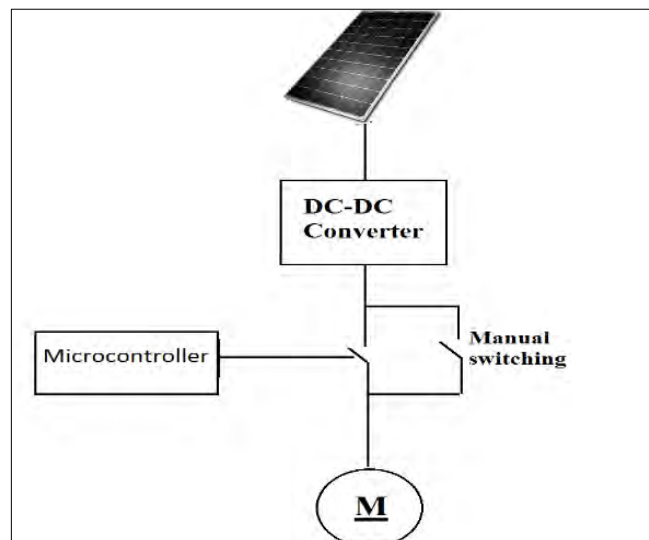 DC-DC
Converter
Microcontroller
Manual
switching
M